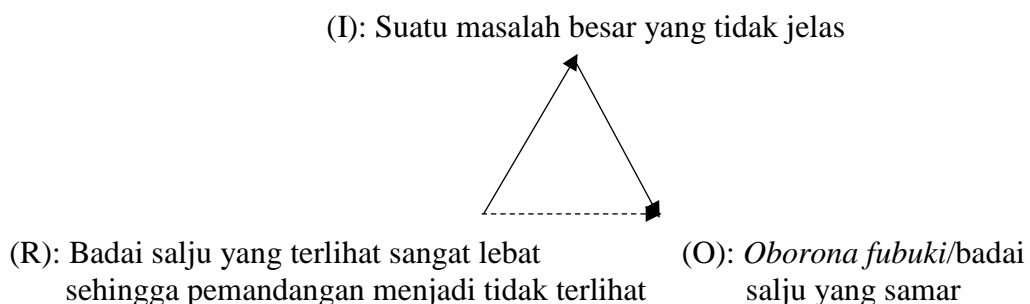 (I): Suatu masalah besar yang tidak jelas
(R): Badai salju yang terlihat sangat lebat
sehingga pemandangan menjadi tidak terlihat
(O): Oborona fubuki/badai
salju yang samar